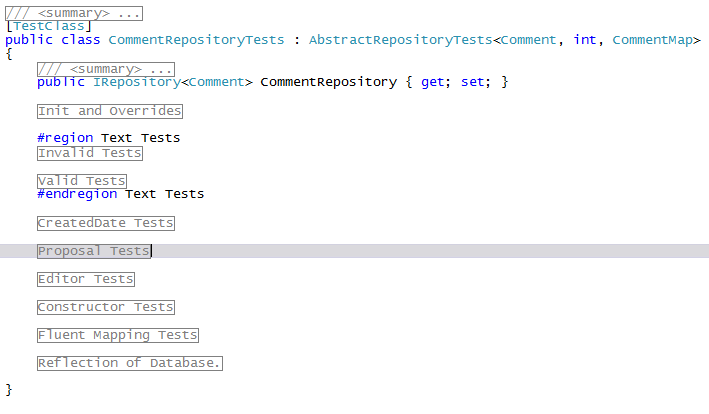 /// <summary> ...
[TestClass]
public class CommentRepositoryTests : AbstractRepositoryTests<Comment, int, CommentMap>
{
/// <summary> ...
public IRepository<Comment> CommentRepository { get; set; }
Init and Overrides
#region Text Tests
Invalid Tests
Valid Tests
#endregion Text Tests
CreatedDate Tests
Proposal Tests
Editor Tests
Constructor Tests
Fluent Mapping Tests
Reflection of Database.
}